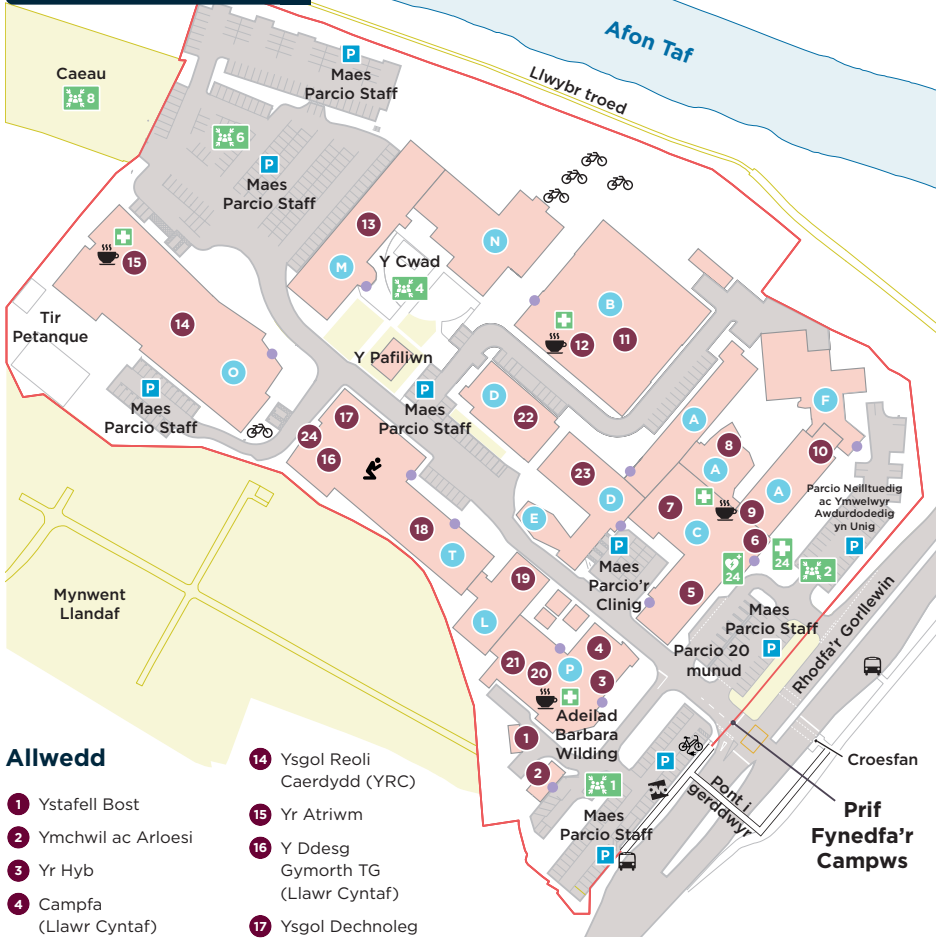 Afon Taf
Llwybr troed
Caeau
8
P
Maes
Parcio Staff
6
P
Maes
Parcio Staff
13
M
N
Y Cwad
4
15
14
O
Tir
Petanque
P
Maes
Parcio Staff
Y Pafiliwn
P
Maes
Parcio Staff
B
12
11
D
22
A
F
17
24
16
18
T
23
D
E
8
A
10
A
7
9
C
6
24
24
2
5
Parcio Neilltuedig
ac Ymwelwyr
Awdurdodedig
yn Unig
P
P
Maes
Parcio'r
Clinig
Maes
Parcio Staff
P
Parcio 20
munud
Rhodfa'r Gorllewin
Mynwent
Llandaf
19
L
21
20
P
4
3
Adeilad
Barbara
Wilding
1
2
1
P
Maes
Parcio Staff
P
Pont i
gerddwyr
Croesfan
Prif
Fynedfa'r
Campws
Allwedd
1 Ystafell Bost
2 Ymchwil ac Arloesi
3 Yr Hyb
4 Campfa
(Llawr Cyntaf)
14 Ysgol Reoli
Caerdydd (YRC)
15 Yr Atriwm
16 Y Ddesg
Gymorth TG
(Llawr Cyntaf)
17 Ysgol Dechnoleg